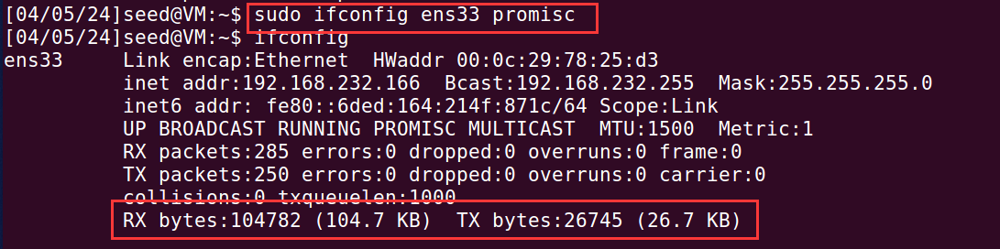 [04/05/24]seed@VM:~$ sudo ifconfig ens33 promisc
[04/05/24]seed@VM:~$ ifconfig
ens33     Link encap:Ethernet  HWaddr 00:0c:29:78:25:d3
          inet addr:192.168.232.166  Bcast:192.168.232.255  Mask:255.255.255.0
          inet6 addr: fe80::6ded:164:214f:871c/64 Scope:Link
          UP BROADCAST RUNNING PROMISC MULTICAST  MTU:1500  Metric:1
          RX packets:285 errors:0 dropped:0 overruns:0 frame:0
          TX packets:250 errors:0 dropped:0 overruns:0 carrier:0
          collisions:0 txqueuelen:1000
          RX bytes:104782 (104.7 KB)  TX bytes:26745 (26.7 KB)